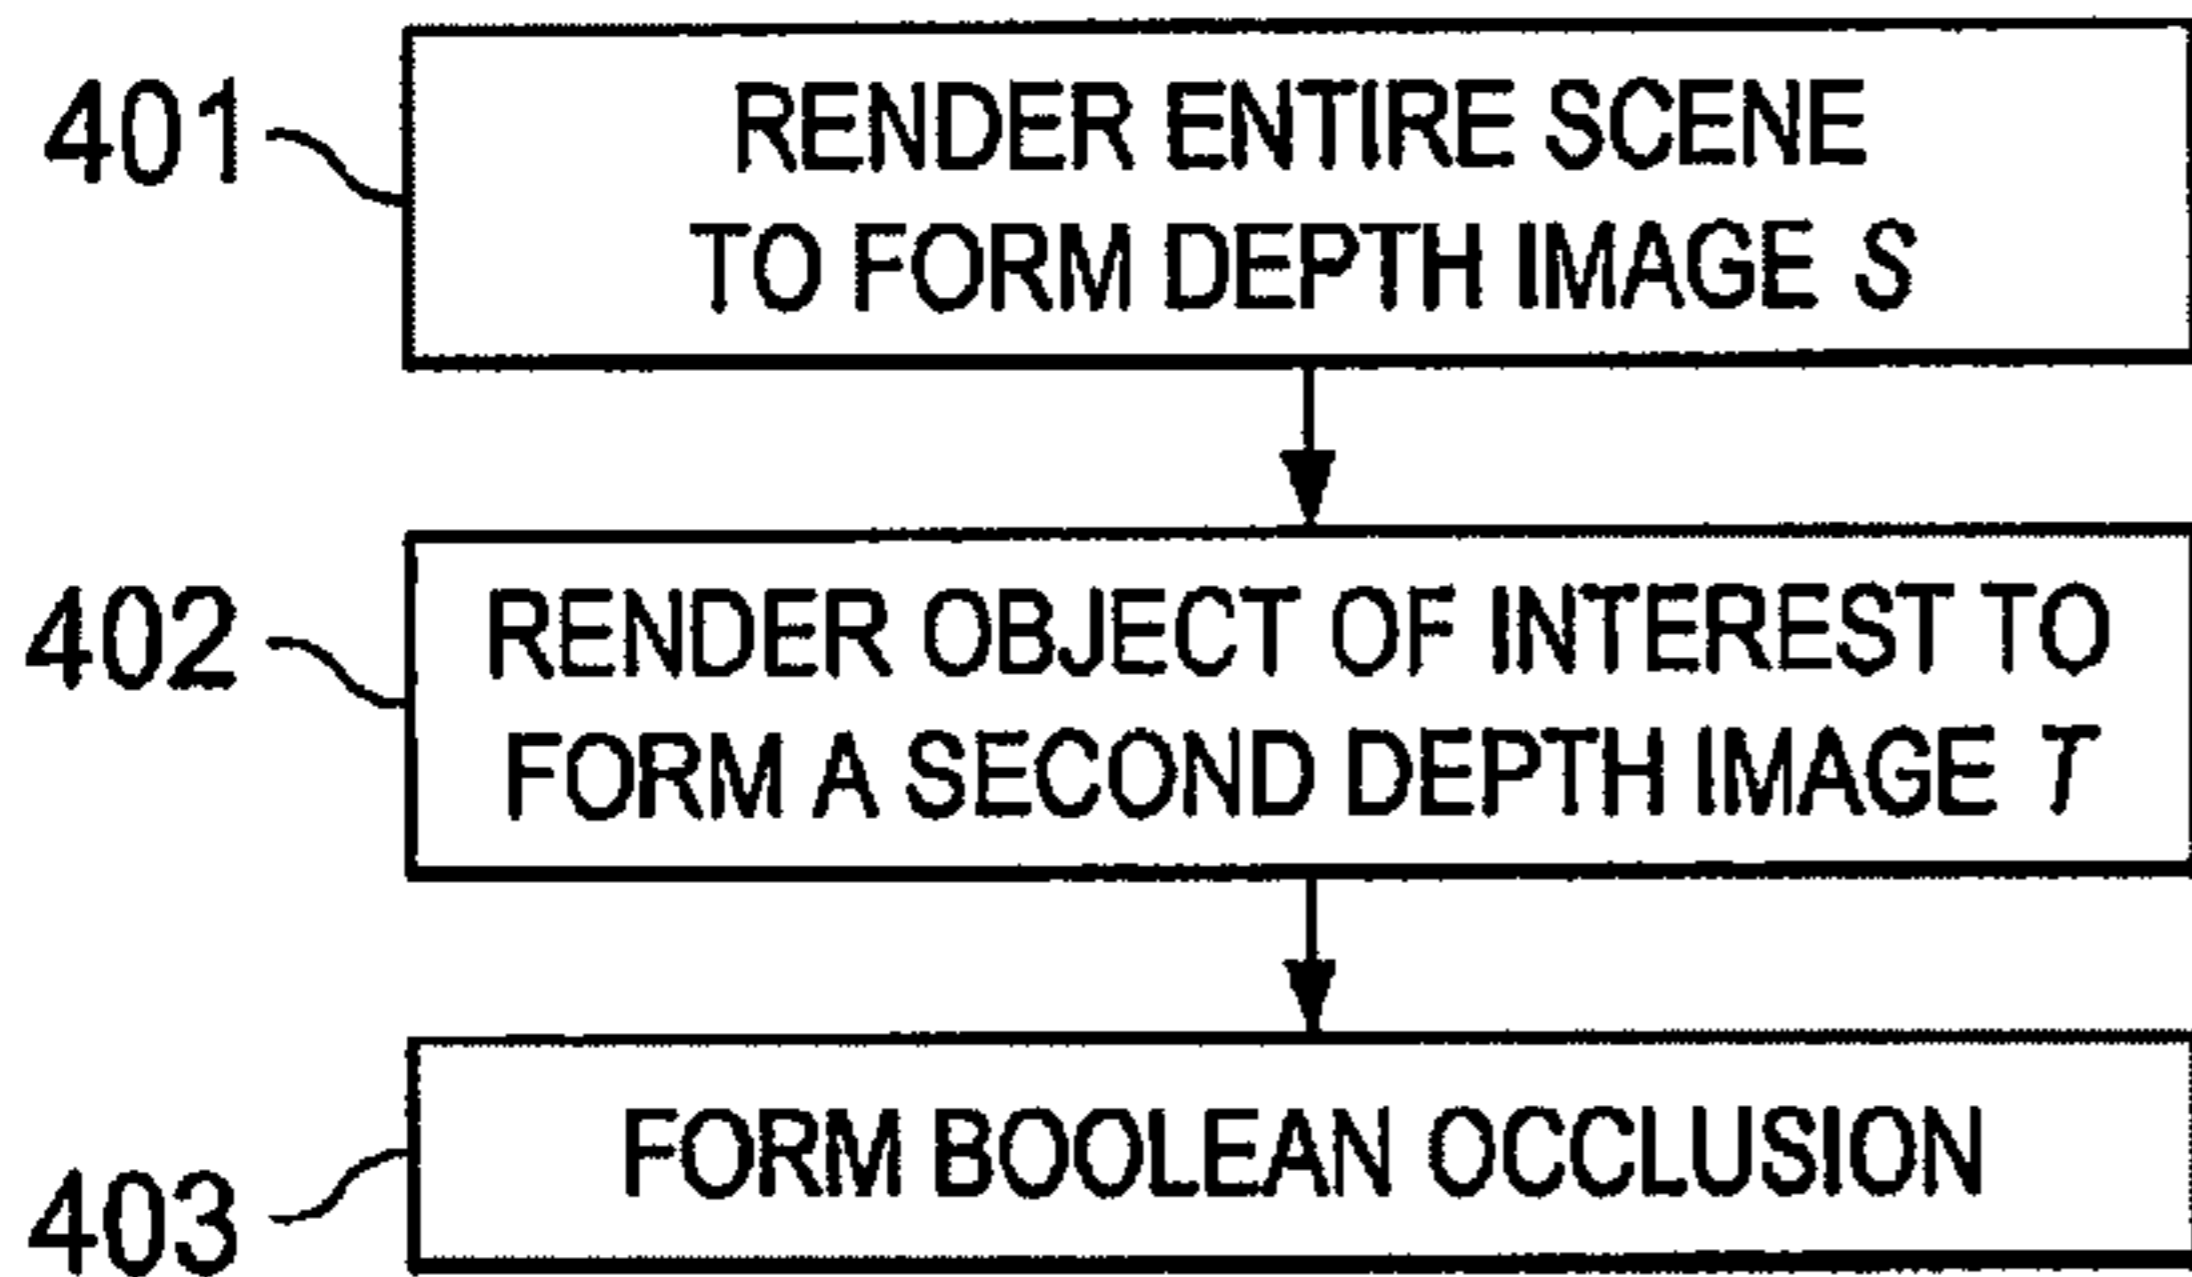 401
RENDER ENTIRE SCENE
TO FORM DEPTH IMAGE S
402
RENDER OBJECT OF INTEREST TO
FORM A SECOND DEPTH IMAGE T
403
FORM BOOLEAN OCCLUSION